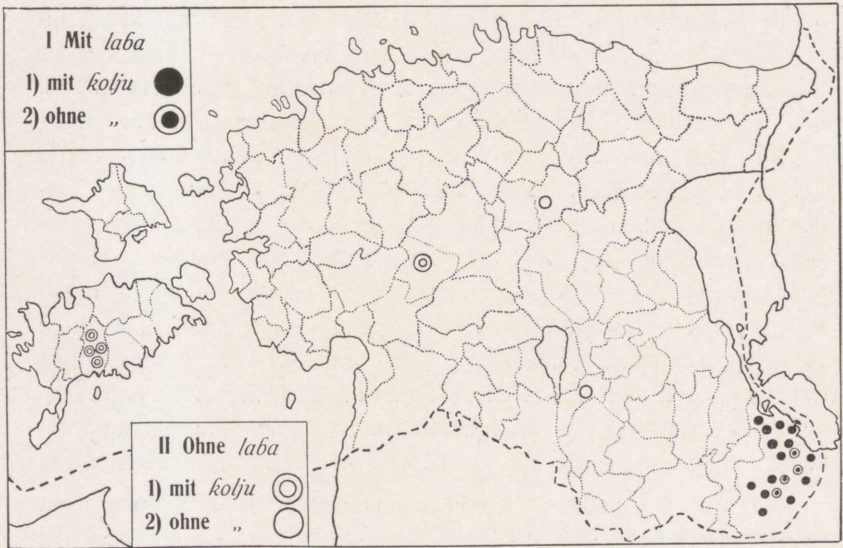 I Mit laba
1) mit kolju
2) ohne „
II Ohne laba
1) mit kolju
2) ohne „